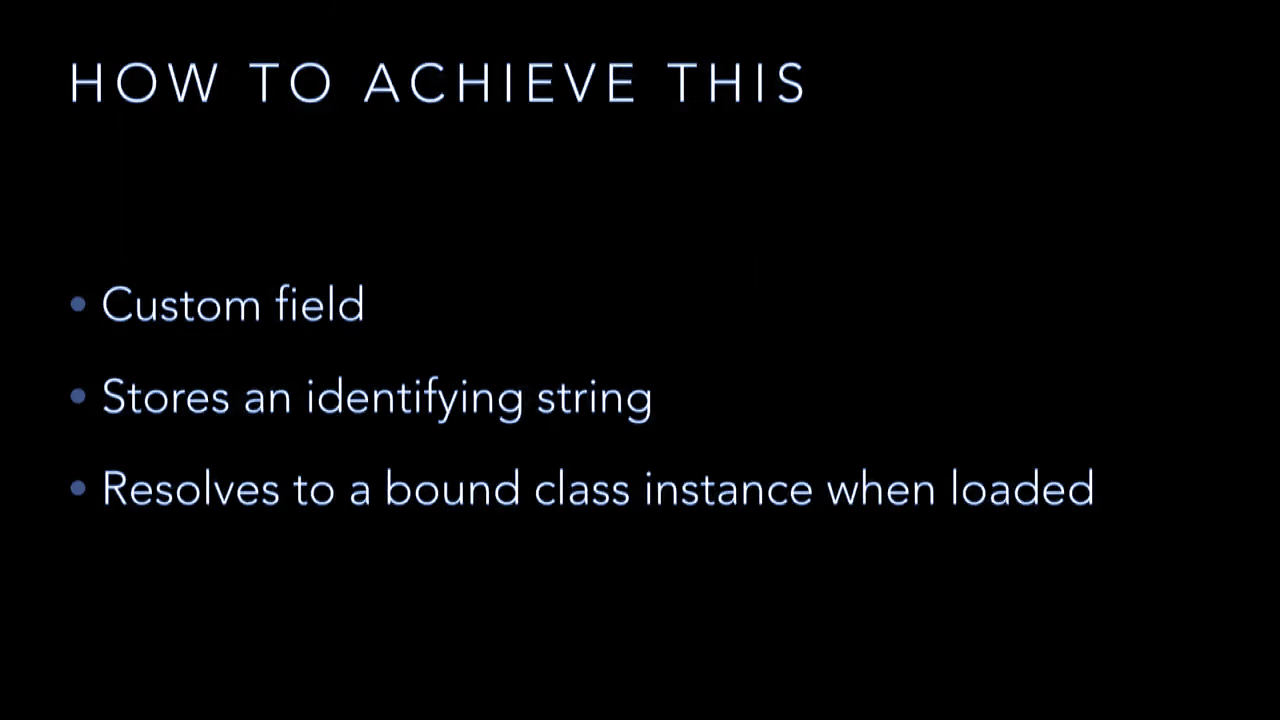 HOW TO ACHIEVE THIS
• Custom field
• Stores an identifying string
• Resolves to a bound class instance when loaded